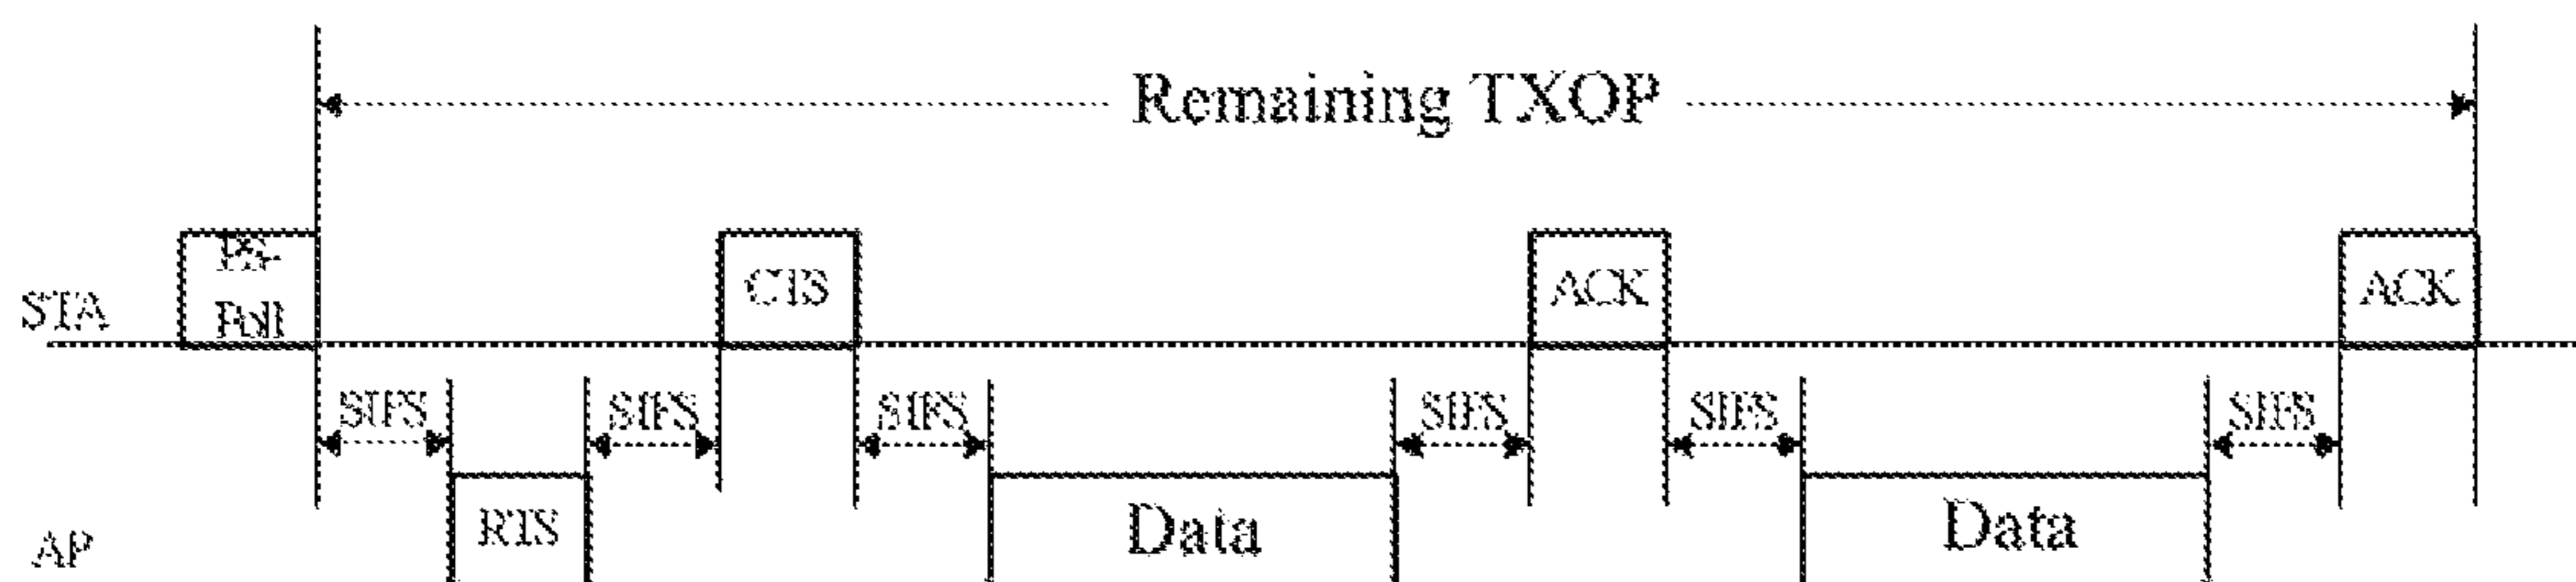 Remaining TXOP
PS-
Poll
CTS
ACK
ACK
STA
SIFS
SIFS
SIFS
SIFS
SIFS
SIFS
RTS
Data
Data
AP